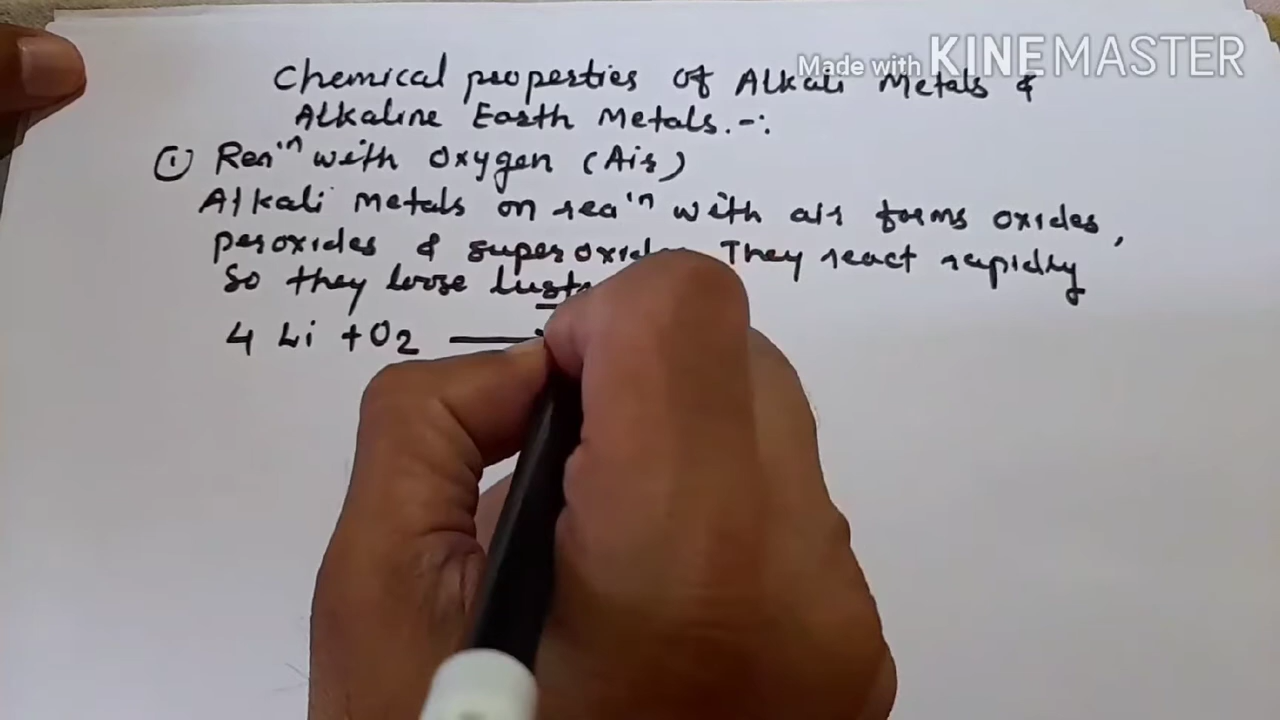 Made with KINEMASTER
Chemical properties of Alkali Metals &
Alkaline Earth Metals.-:
① Rea'n with Oxygen (Air)
Alkali Metals on rea'n with air forms oxides,
peroxides & superoxide They react rapidly
So they loose
4 Li + O2